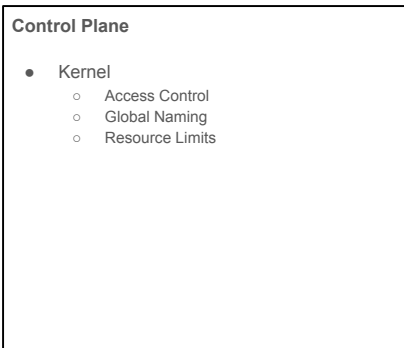 Control Plane
● Kernel
○ Access Control
○ Global Naming
○ Resource Limits